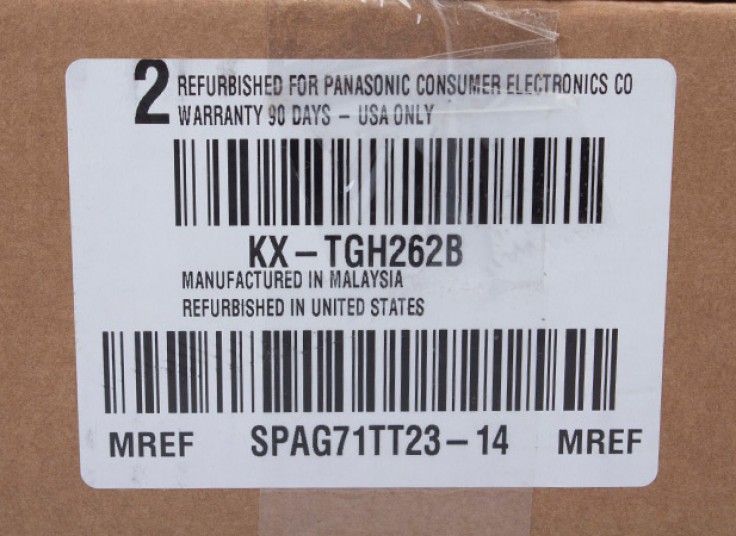 2 REFURBISHED FOR PANASONIC CONSUMER ELECTRONICS CO
WARRANTY 90 DAYS – USA ONLY
KX – TGH262B
MANUFACTURED IN MALAYSIA
REFURBISHED IN UNITED STATES
MREF SPAG71TT23 – 14 MREF